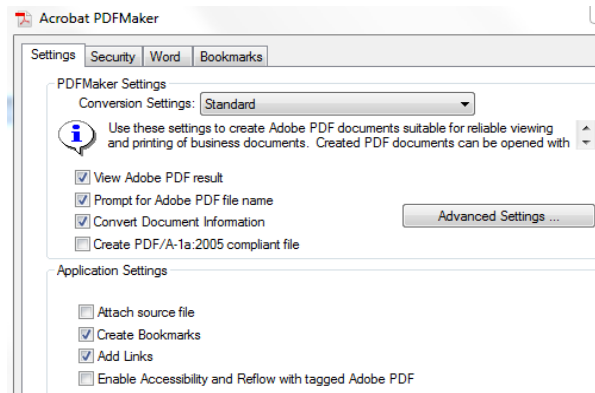 Acrobat PDFMaker
Settings Security Word Bookmarks
PDFMaker Settings
Conversion Settings: Standard
Use these settings to create Adobe PDF documents suitable for reliable viewing
and printing of business documents. Created PDF documents can be opened with
View Adobe PDF result
Prompt for Adobe PDF file name
Convert Document Information
Advanced Settings ...
Create PDF/A-1a:2005 compliant file
Application Settings
Attach source file
Create Bookmarks
Add Links
Enable Accessibility and Reflow with tagged Adobe PDF